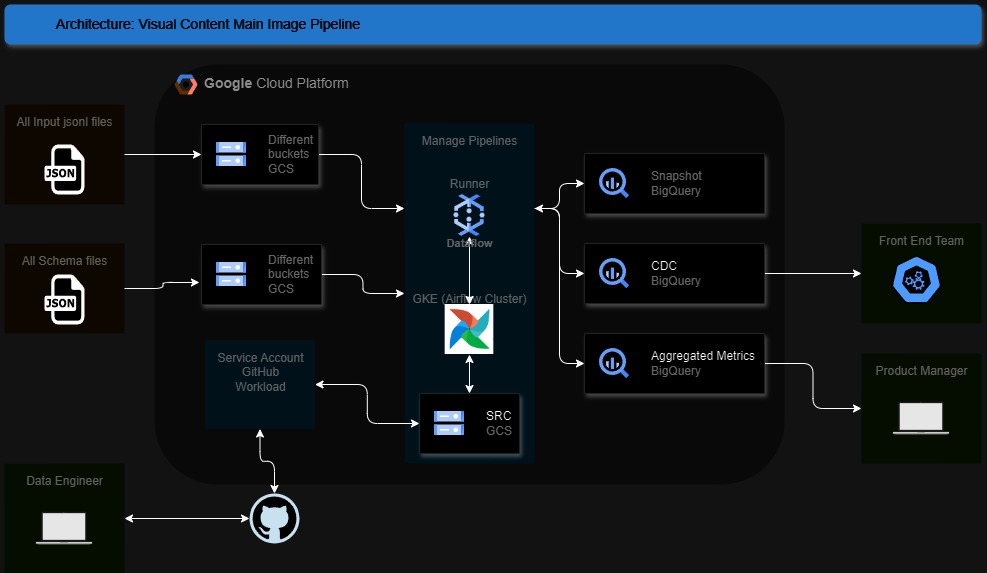 Architecture: Visual Content Main Image Pipeline
Google Cloud Platform
All Input jsonl files
JSON
Different
buckets
GCS
Manage Pipelines
Runner
Dataflow
Snapshot
BigQuery
All Schema files
JSON
Different
buckets
GCS
GKE (Airflow Cluster)
CDC
BigQuery
Front End Team
Service Account
GitHub
Workload
SRC
GCS
Aggregated Metrics
BigQuery
Product Manager
Data Engineer